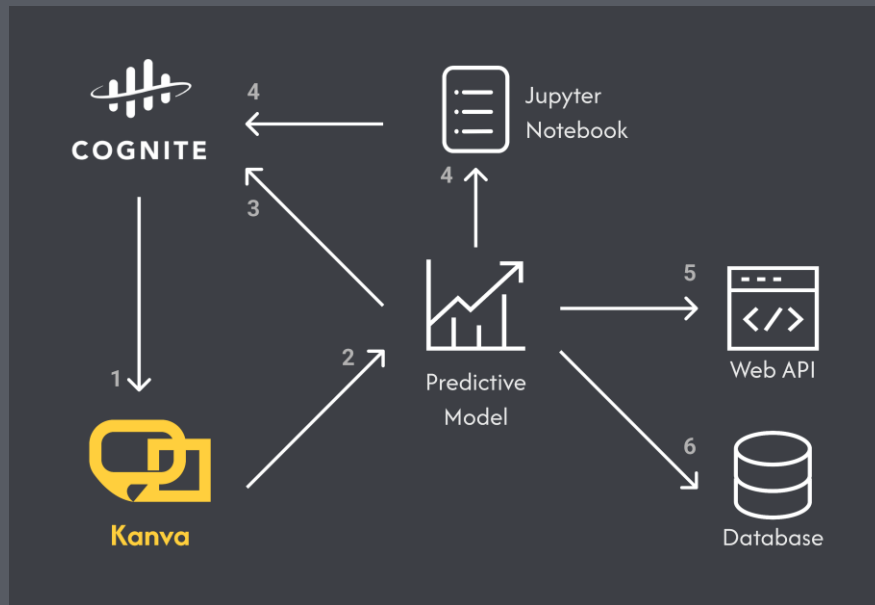 COGNITE
4
Jupyter
Notebook
4
3
5
Web API
1
2
Predictive
Model
6
Kanva
Database